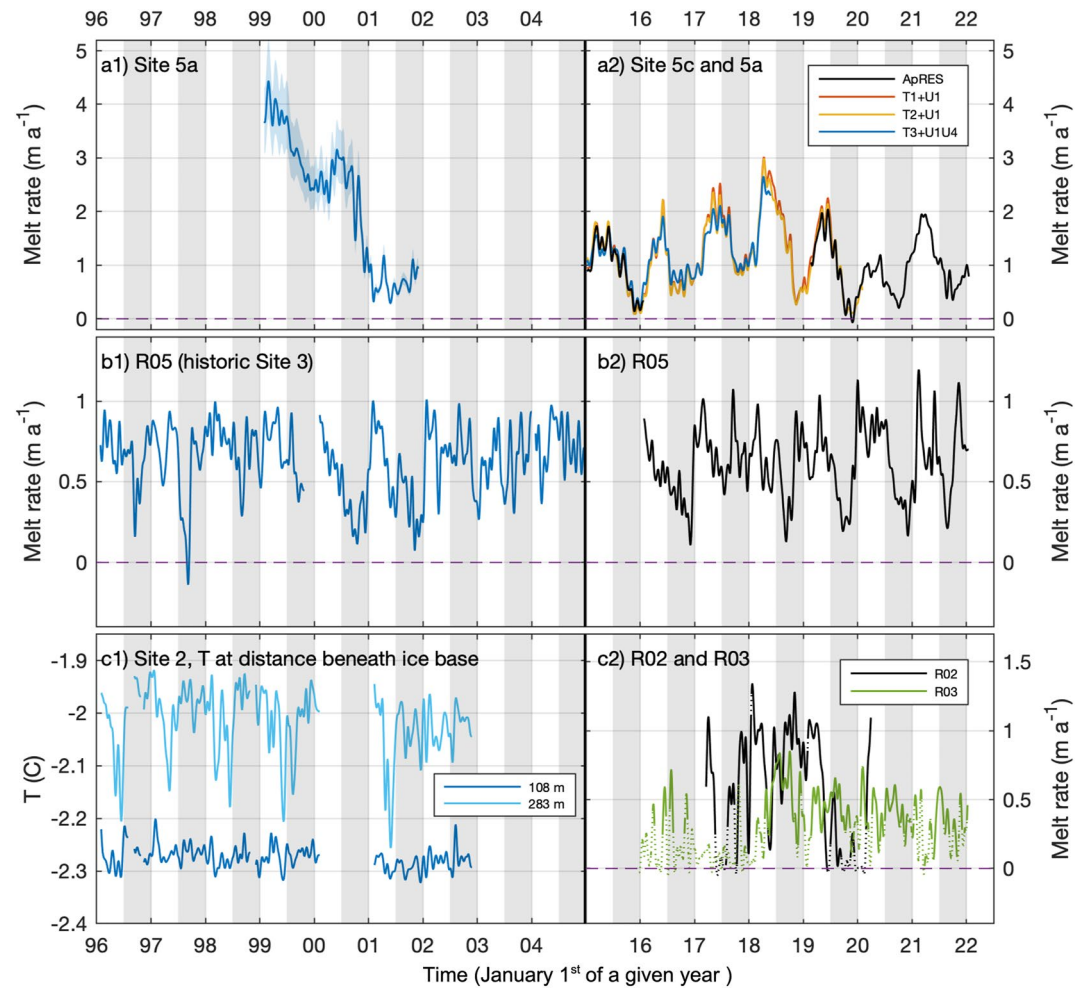 96 97 98 99 00 01 02 03 04 16 17 18 19 20 21 22
a1) Site 5a
a2) Site 5c and 5a
ApRES
T1+U1
T2+U1
T3+U1U4
5 4 3 2 1 0
Melt rate (m a⁻¹)
5 4 3 2 1 0
Melt rate (m a⁻¹)
b1) R05 (historic Site 3)
b2) R05
1 0.5 0
Melt rate (m a⁻¹)
1 0.5 0
Melt rate (m a⁻¹)
c1) Site 2, T at distance beneath ice base
c2) R02 and R03
108 m
283 m
R02
R03
-1.9 -2 -2.1 -2.2 -2.3 -2.4
T (C)
1.5 1 0.5 0
Melt rate (m a⁻¹)
96 97 98 99 00 01 02 03 04 16 17 18 19 20 21 22
Time (January 1ˢᵗ of a given year )